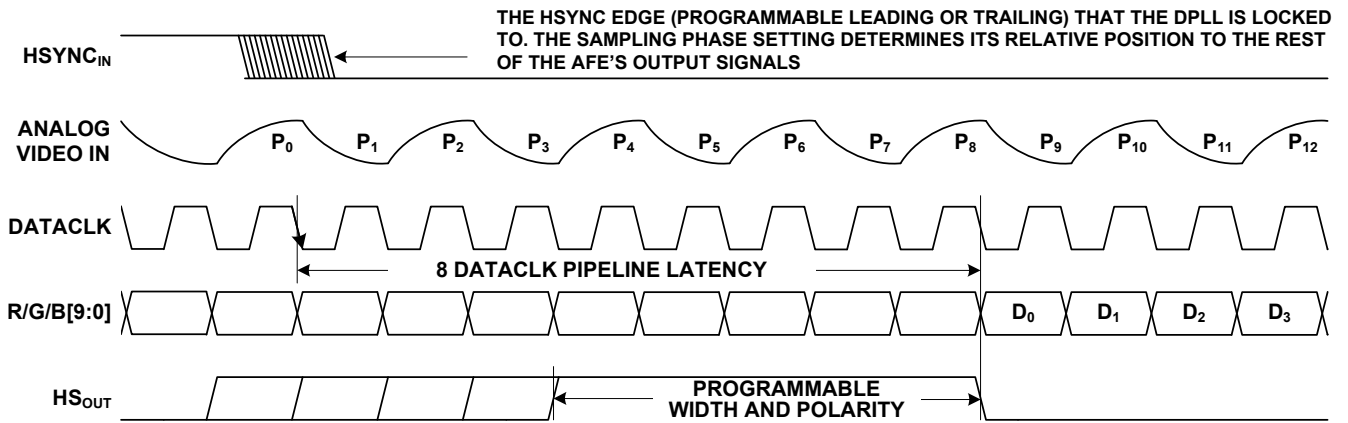 THE HSYNC EDGE (PROGRAMMABLE LEADING OR TRAILING) THAT THE DPLL IS LOCKED
TO. THE SAMPLING PHASE SETTING DETERMINES ITS RELATIVE POSITION TO THE REST
OF THE AFE'S OUTPUT SIGNALS
HSYNCIN
ANALOG
VIDEO IN
P0 P1 P2 P3 P4 P5 P6 P7 P8 P9 P10 P11 P12
DATACLK
8 DATACLK PIPELINE LATENCY
R/G/B[9:0]
D0 D1 D2 D3
HSOUT
PROGRAMMABLE
WIDTH AND POLARITY